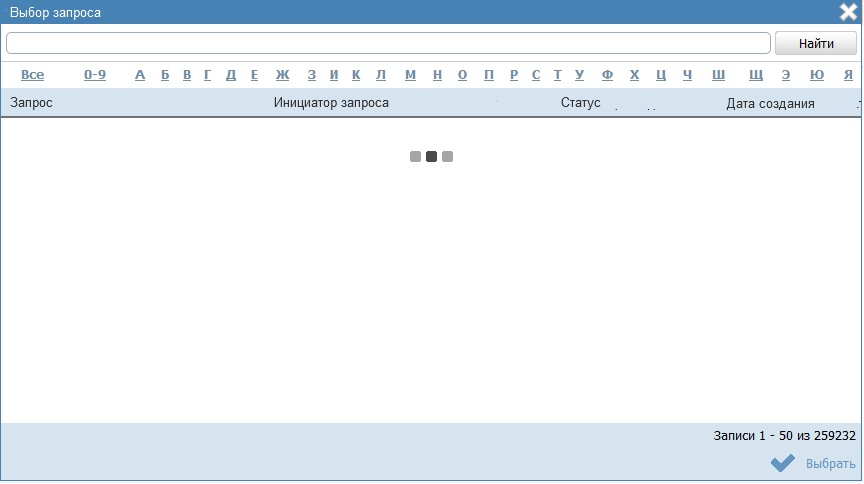 Выбор запроса
Найти
Все 0-9 А Б В Г Д Е Ж З И К Л М Н О П Р С Т У Ф Х Ц Ч Ш Щ Э Ю Я
Запрос Инициатор запроса Статус Дата создания
Записи 1 - 50 из 259232
Выбрать